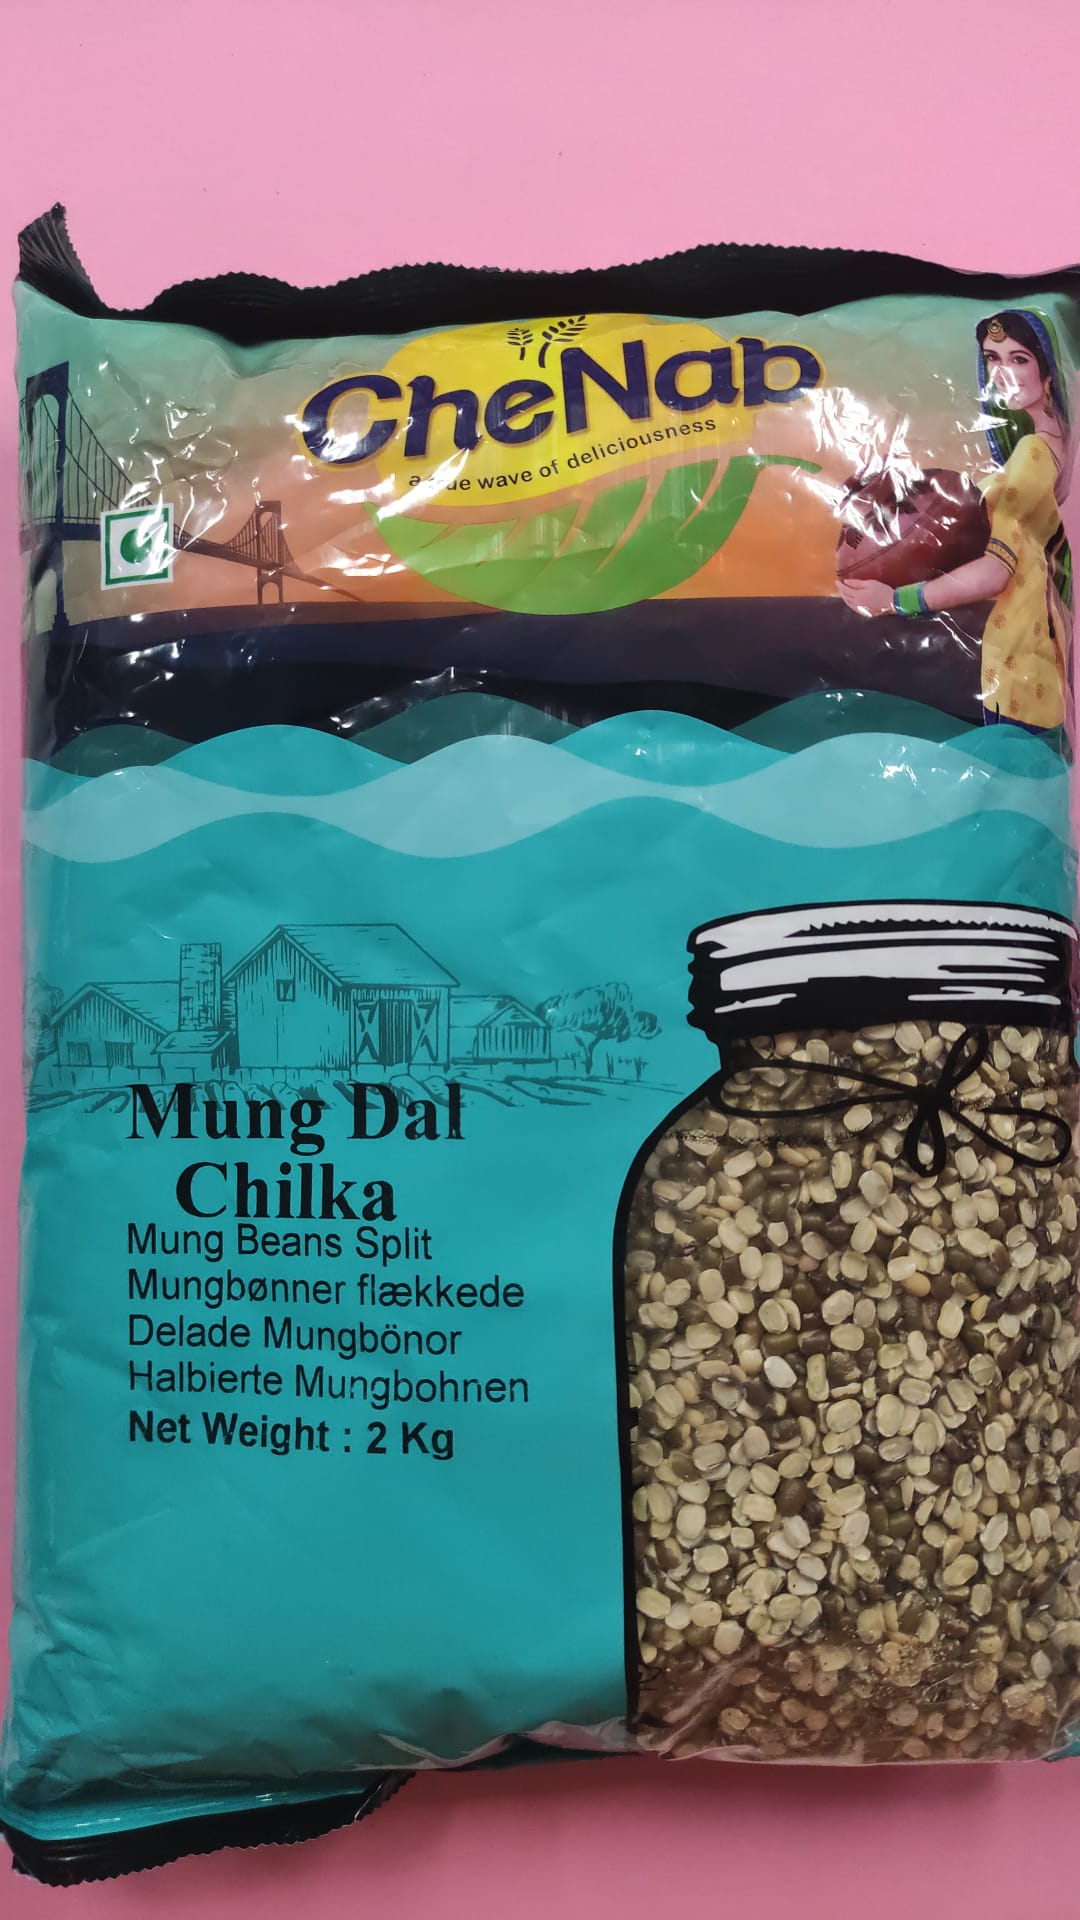 CheNab
a true wave of deliciousness
Mung Dal
Chilka
Mung Beans Split
Mungbønner flækkede
Delade Mungbönor
Halbierte Mungbohnen
Net Weight : 2 Kg